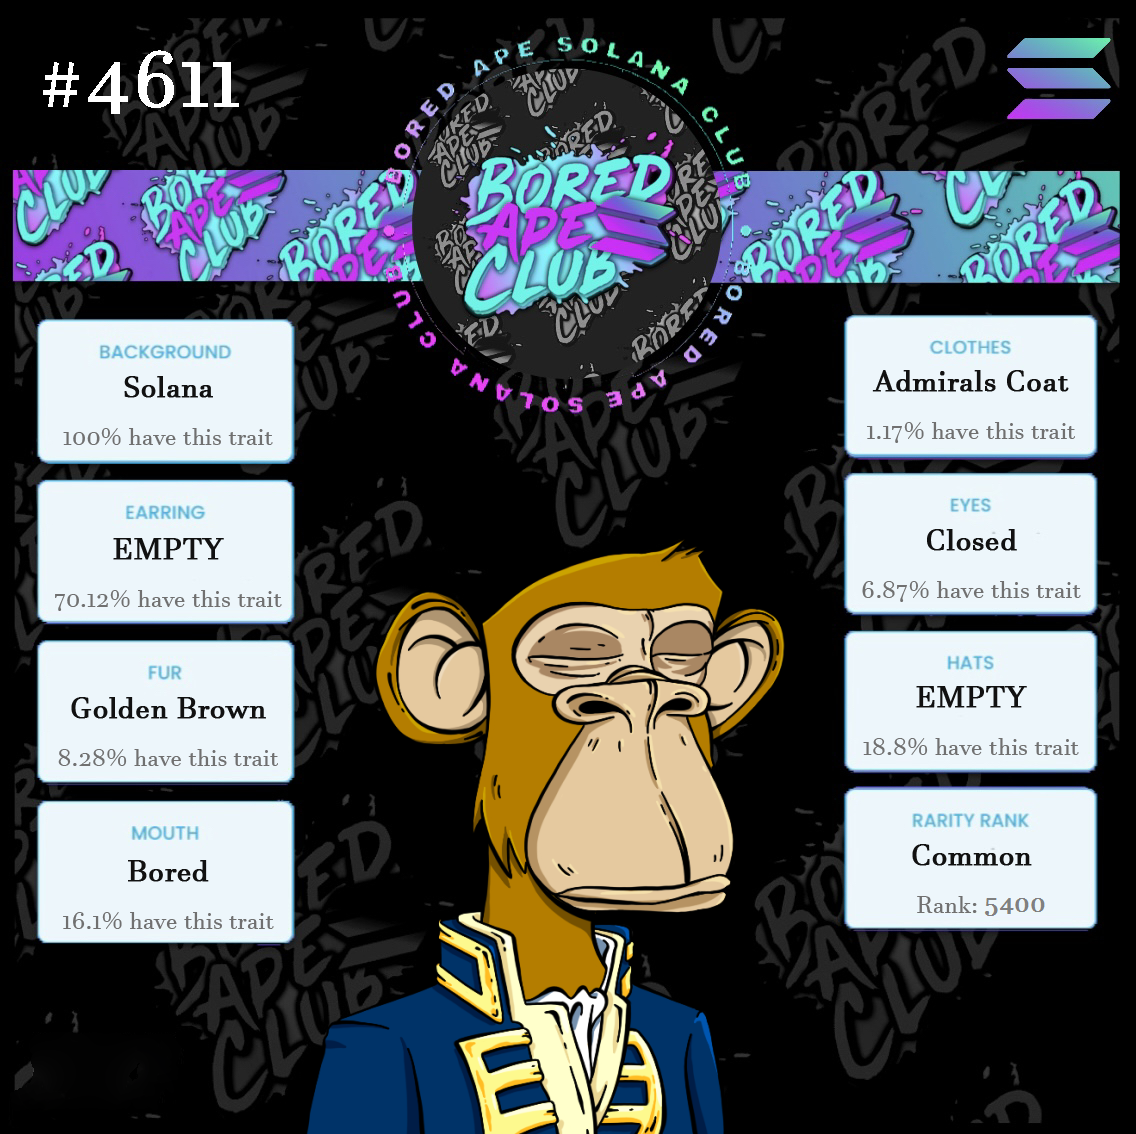 #4611
BORED APE SOLANA CLUB
BORED APE SOLANA CLUB
BORED
APE
CLUB
BACKGROUND
Solana
100% have this trait
EARRING
EMPTY
70.12% have this trait
FUR
Golden Brown
8.28% have this trait
MOUTH
Bored
16.1% have this trait
CLOTHES
Admirals Coat
1.17% have this trait
EYES
Closed
6.87% have this trait
HATS
EMPTY
18.8% have this trait
RARITY RANK
Common
Rank: 5400